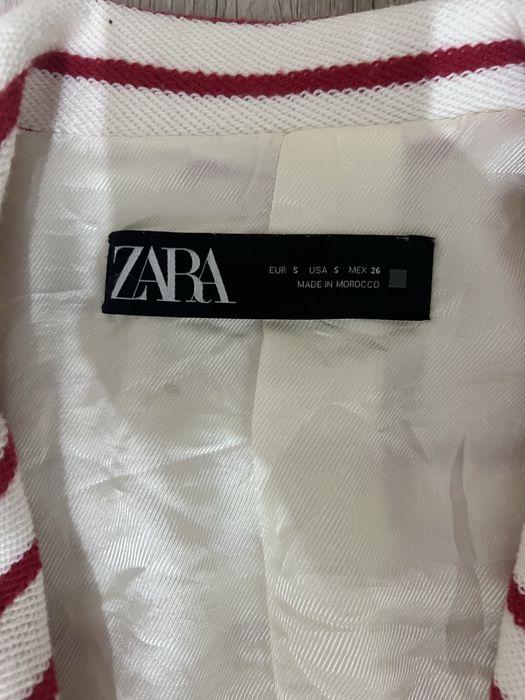 ZARA
EUR S USA S MEX 26
MADE IN MOROCCO